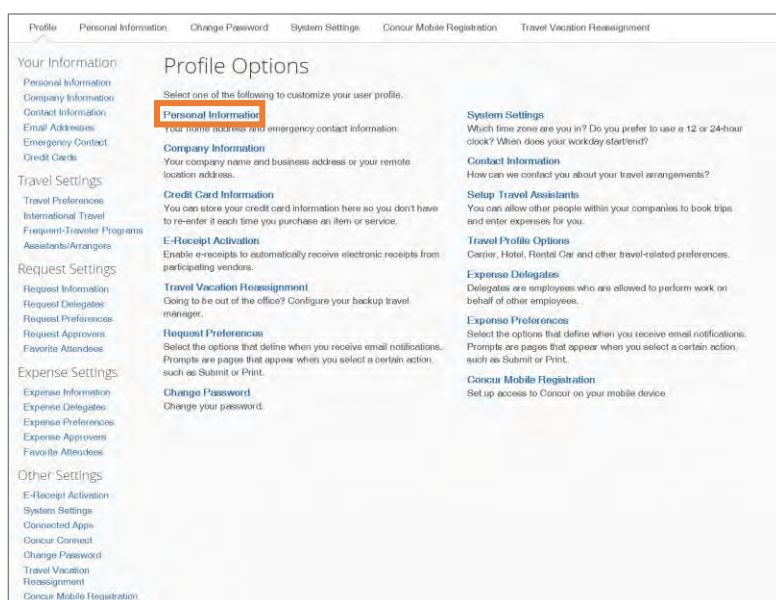 Profile Personal Information Change Password System Settings Concur Mobile Registration Travel Vacation Reassignment
Your Information
Personal Information
Company Information
Contact Information
Email Addresses
Emergency Contact
Credit Cards
Travel Settings
Travel Preferences
International Travel
Frequent-Traveler Programs
Assistants/Arrangers
Request Settings
Request Information
Request Delegates
Request Preferences
Request Approvers
Favorite Attendees
Expense Settings
Expense Information
Expense Delegates
Expense Preferences
Expense Approvers
Favorite Attendees
Other Settings
E-Receipt Activation
System Settings
Connected Apps
Concur Connect
Change Password
Travel Vacation
Reassignment
Concur Mobile Registration
Profile Options
Select one of the following to customize your user profile.
Personal Information
Your home address and emergency contact information.
Company Information
Your company name and business address or your remote
location address.
Credit Card Information
You can store your credit card information here so you don't have
to re-enter it each time you purchase an item or service.
E-Receipt Activation
Enable e-receipts to automatically receive electronic receipts from
participating vendors.
Travel Vacation Reassignment
Going to be out of the office? Configure your backup travel
manager.
Request Preferences
Select the options that define when you receive email notifications.
Prompts are pages that appear when you select a certain action,
such as Submit or Print.
Change Password
Change your password.
System Settings
Which time zone are you in? Do you prefer to use a 12 or 24-hour
clock? When does your workday start/end?
Contact Information
How can we contact you about your travel arrangements?
Setup Travel Assistants
You can allow other people within your companies to book trips
and enter expenses for you.
Travel Profile Options
Carrier, Hotel, Rental Car and other travel-related preferences.
Expense Delegates
Delegates are employees who are allowed to perform work on
behalf of other employees.
Expense Preferences
Select the options that define when you receive email notifications.
Prompts are pages that appear when you select a certain action,
such as Submit or Print.
Concur Mobile Registration
Set up access to Concur on your mobile device